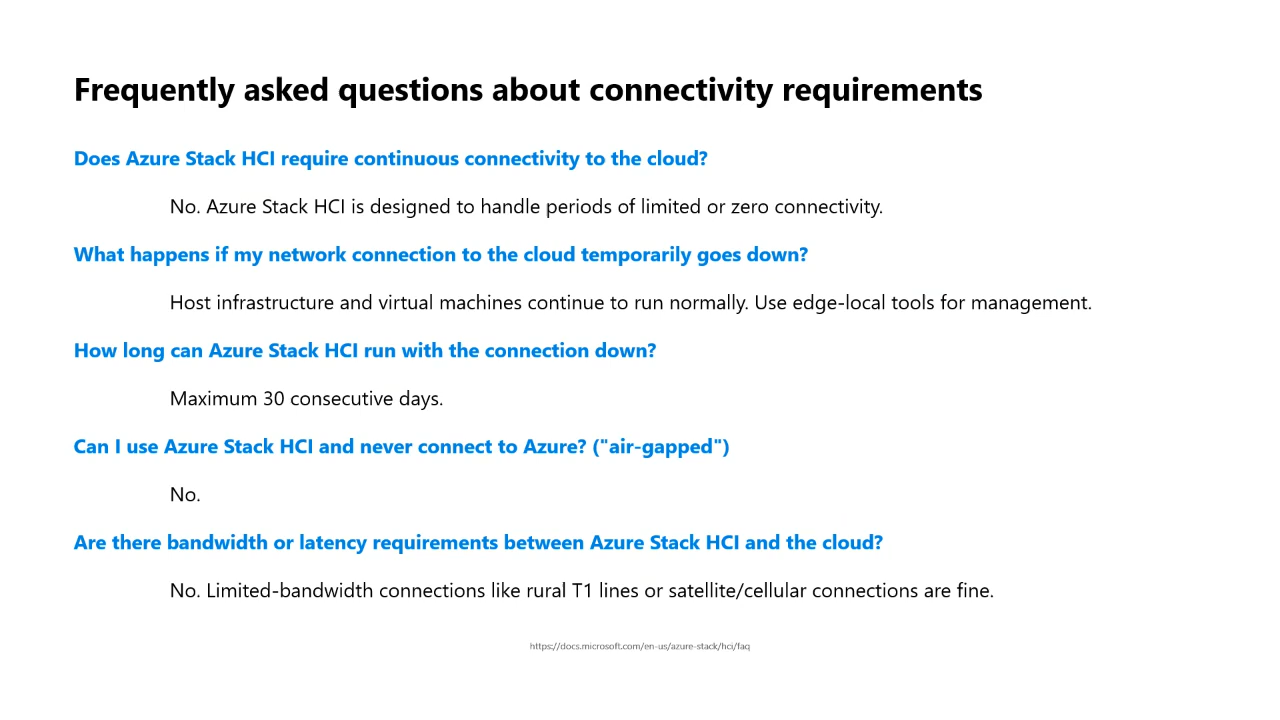 Frequently asked questions about connectivity requirements
Does Azure Stack HCI require continuous connectivity to the cloud?
No. Azure Stack HCI is designed to handle periods of limited or zero connectivity.
What happens if my network connection to the cloud temporarily goes down?
Host infrastructure and virtual machines continue to run normally. Use edge-local tools for management.
How long can Azure Stack HCI run with the connection down?
Maximum 30 consecutive days.
Can I use Azure Stack HCI and never connect to Azure? ("air-gapped")
No.
Are there bandwidth or latency requirements between Azure Stack HCI and the cloud?
No. Limited-bandwidth connections like rural T1 lines or satellite/cellular connections are fine.
https://docs.microsoft.com/en-us/azure-stack/hci/faq